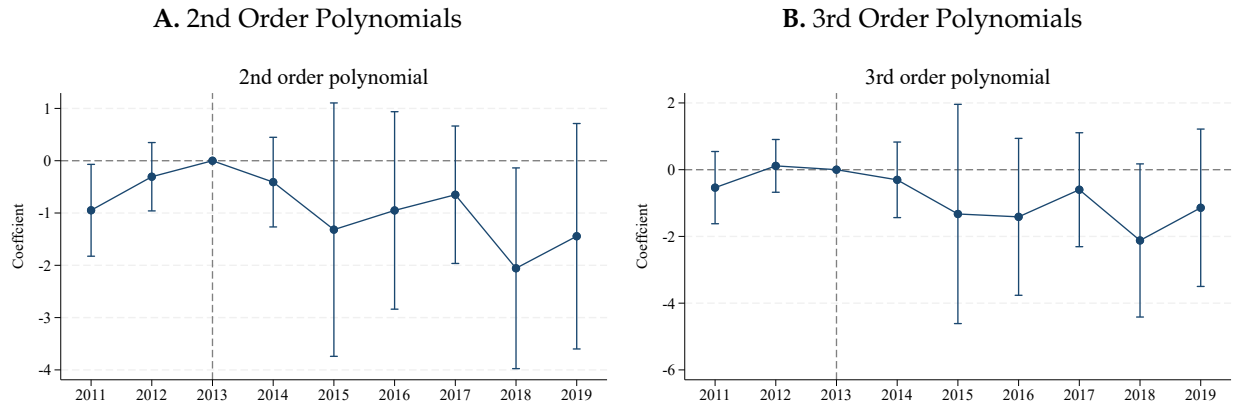 A. 2nd Order Polynomials
2nd order polynomial
Coeffcient
1
0
-1
-2
-3
-4
2011 2012 2013 2014 2015 2016 2017 2018 2019
B. 3rd Order Polynomials
3rd order polynomial
Coeffcient
2
0
-2
-4
-6
2011 2012 2013 2014 2015 2016 2017 2018 2019